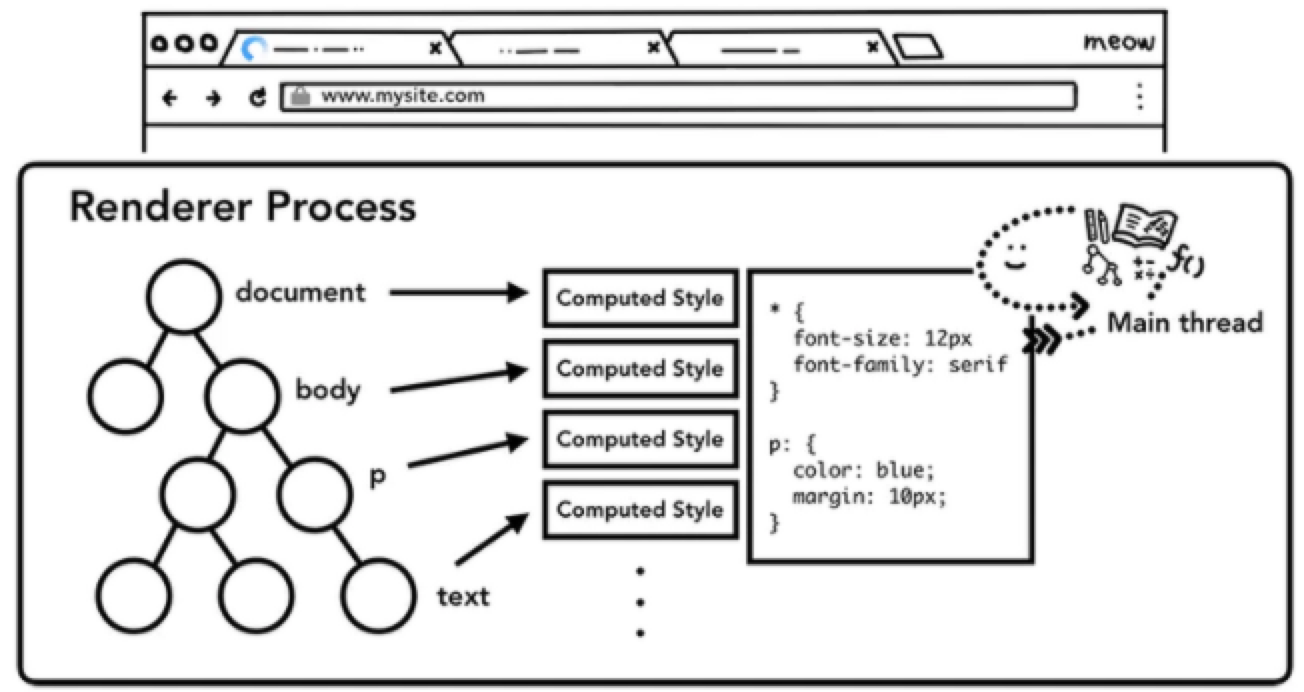 meow
www.mysite.com
Renderer Process
document
body
p
text
Computed Style
Computed Style
Computed Style
Computed Style
* {
font-size: 12px
font-family: serif
}
p: {
color: blue;
margin: 10px;
}
f()
Main thread